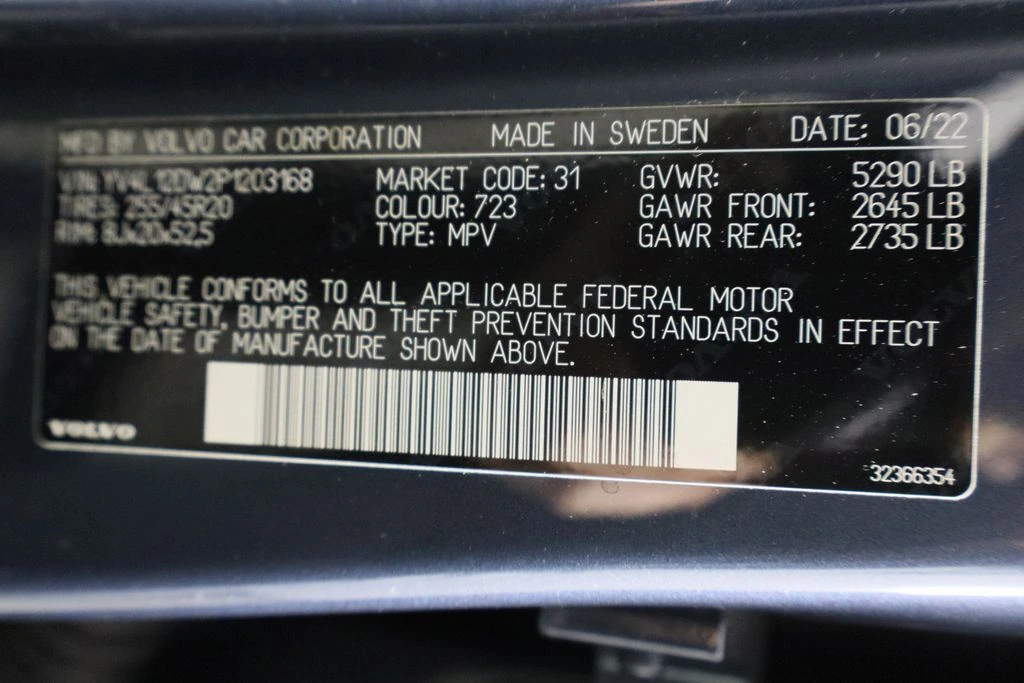 MFD BY VOLVO CAR CORPORATION MADE IN SWEDEN DATE: 06/22
VIN: YV4L12DW2P1203168 MARKET CODE: 31 GVWR: 5290 LB
TIRES: 255/45R20 COLOUR: 723 GAWR FRONT: 2645 LB
RIM: 8Jx20x52,5 TYPE: MPV GAWR REAR: 2735 LB
THIS VEHICLE CONFORMS TO ALL APPLICABLE FEDERAL MOTOR
VEHICLE SAFETY, BUMPER AND THEFT PREVENTION STANDARDS IN EFFECT
ON THE DATE OF MANUFACTURE SHOWN ABOVE.
VOLVO
32366354